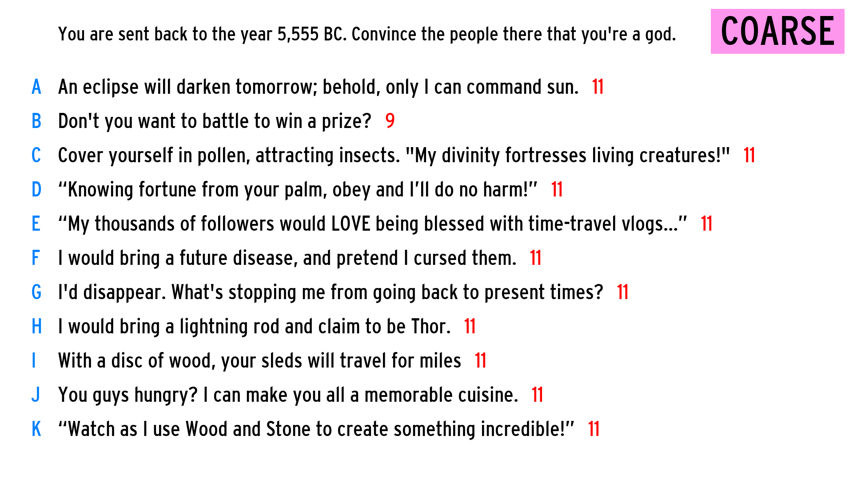 You are sent back to the year 5,555 BC. Convince the people there that you're a god.
COARSE
A An eclipse will darken tomorrow; behold, only I can command sun. 11
B Don't you want to battle to win a prize? 9
C Cover yourself in pollen, attracting insects. "My divinity fortresses living creatures!" 11
D “Knowing fortune from your palm, obey and I’ll do no harm!” 11
E “My thousands of followers would LOVE being blessed with time-travel vlogs...” 11
F I would bring a future disease, and pretend I cursed them. 11
G I'd disappear. What's stopping me from going back to present times? 11
H I would bring a lightning rod and claim to be Thor. 11
I With a disc of wood, your sleds will travel for miles 11
J You guys hungry? I can make you all a memorable cuisine. 11
K “Watch as I use Wood and Stone to create something incredible!” 11